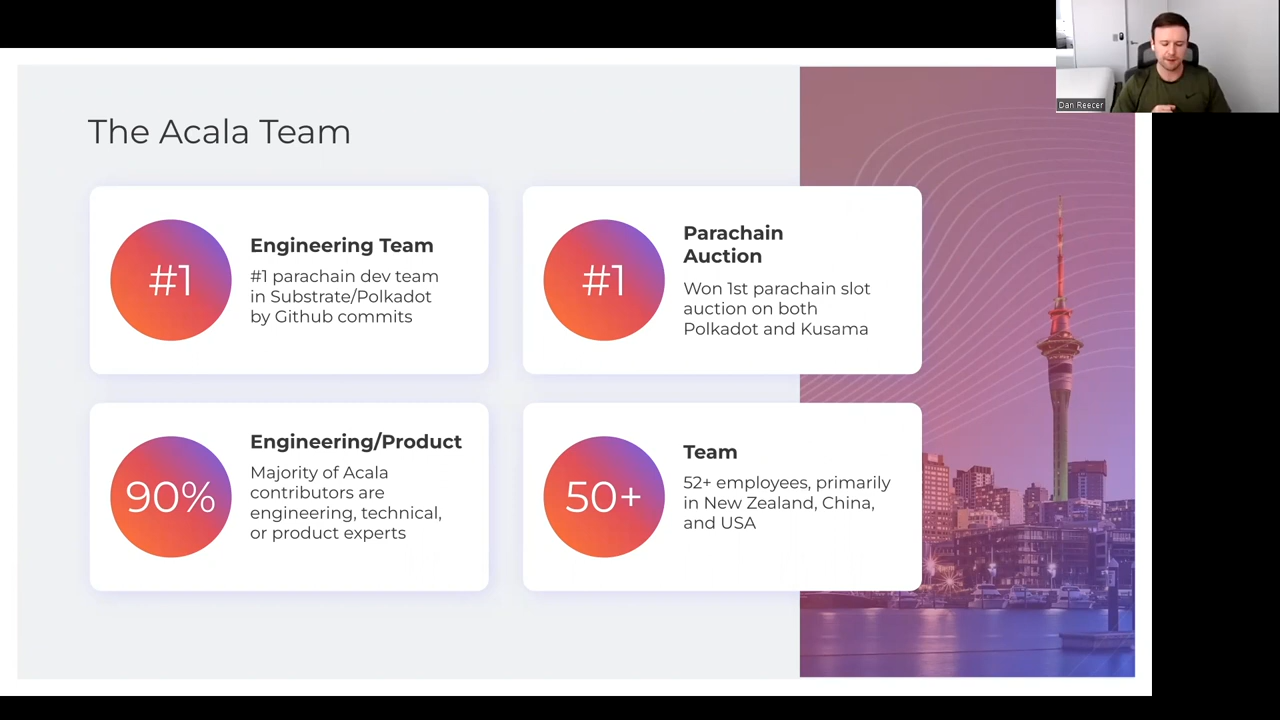 The Acala Team
#1
Engineering Team
#1 parachain dev team
in Substrate/Polkadot
by Github commits
#1
Parachain
Auction
Won 1st parachain slot
auction on both
Polkadot and Kusama
90%
Engineering/Product
Majority of Acala
contributors are
engineering, technical,
or product experts
50+
Team
52+ employees, primarily
in New Zealand, China,
and USA
Dan Reecer